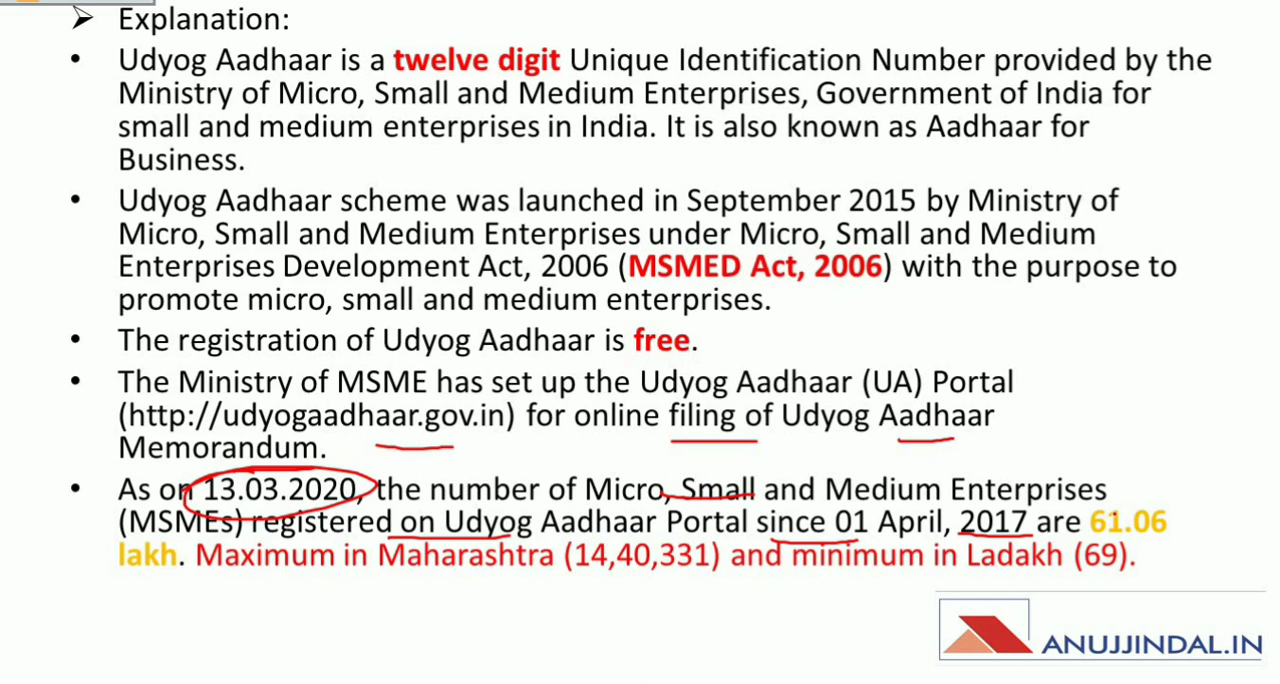 ➢ Explanation:
• Udyog Aadhaar is a twelve digit Unique Identification Number provided by the
Ministry of Micro, Small and Medium Enterprises, Government of India for
small and medium enterprises in India. It is also known as Aadhaar for
Business.
• Udyog Aadhaar scheme was launched in September 2015 by Ministry of
Micro, Small and Medium Enterprises under Micro, Small and Medium
Enterprises Development Act, 2006 (MSMED Act, 2006) with the purpose to
promote micro, small and medium enterprises.
• The registration of Udyog Aadhaar is free.
• The Ministry of MSME has set up the Udyog Aadhaar (UA) Portal
(http://udyogaadhaar.gov.in) for online filing of Udyog Aadhaar
Memorandum.
• As on 13.03.2020, the number of Micro, Small and Medium Enterprises
(MSMEs) registered on Udyog Aadhaar Portal since 01 April, 2017 are 61.06
lakh. Maximum in Maharashtra (14,40,331) and minimum in Ladakh (69).
ANUJJINDAL.IN